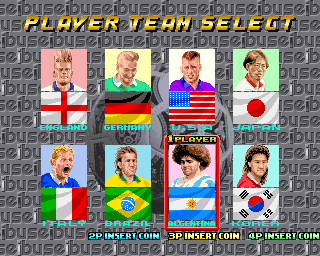 PLAYER TEAM SELECT
ENGLAND
GERMANY
U.S.A
JAPAN
1 PLAYER
ITALY
BRAZIL
ARGENTINA
KOREA
2P INSERT COIN
3P INSERT COIN
4P INSERT COIN